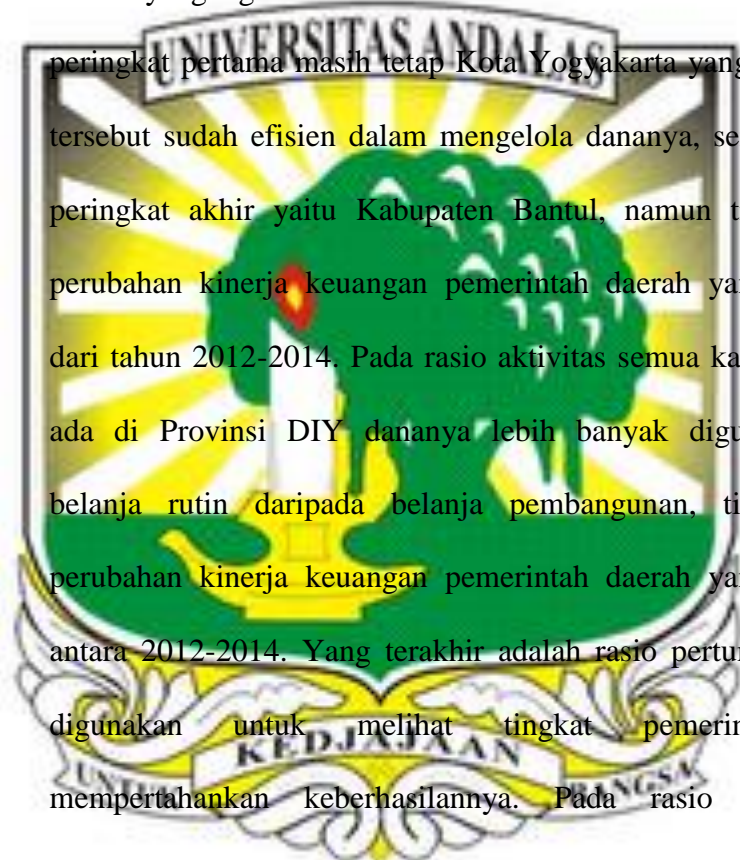 UNIVERSITAS ANDALAS
peringkat pertama masih tetap Kota Yogyakarta yang
tersebut sudah efisien dalam mengelola dananya, se
peringkat akhir yaitu Kabupaten Bantul, namun t
perubahan kinerja keuangan pemerintah daerah ya
dari tahun 2012-2014. Pada rasio aktivitas semua ka
ada di Provinsi DIY dananya lebih banyak digu
belanja rutin daripada belanja pembangunan, ti
perubahan kinerja keuangan pemerintah daerah ya
antara 2012-2014. Yang terakhir adalah rasio pertu
digunakan untuk melihat tingkat pemerin
KEDJAJAAN
UNTUK BANGSA
mempertahankan keberhasilannya. Pada rasio